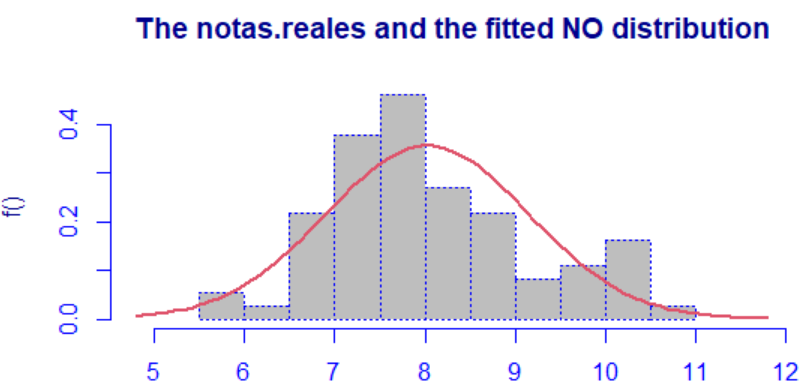 The notas.reales and the fitted NO distribution
f()
0.4
0.2
0.0
5 6 7 8 9 10 11 12